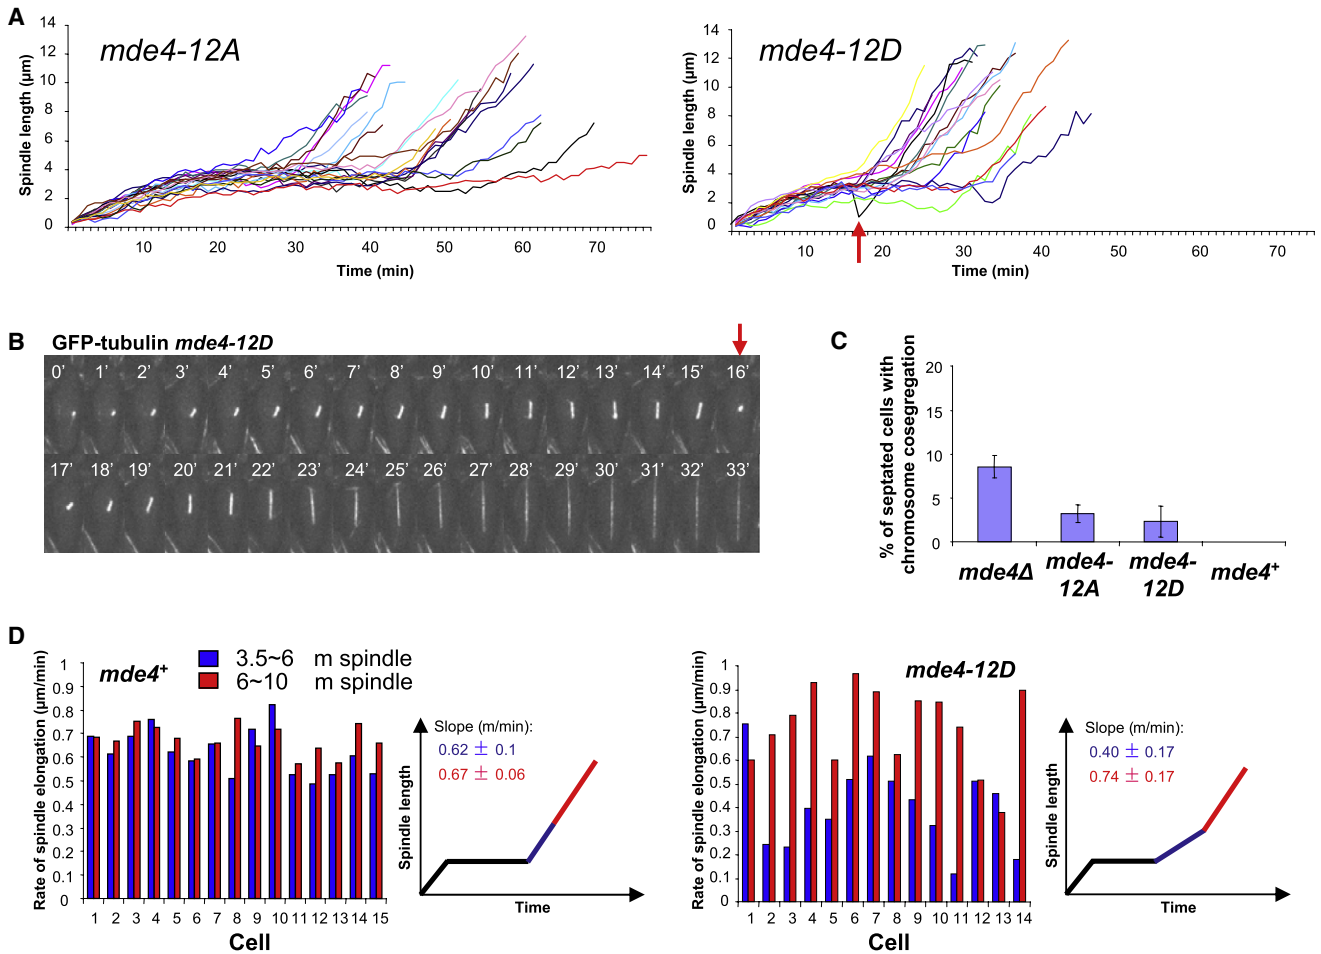 A
mde4-12A
Spindle length (µm)
14
12
10
8
6
4
2
0
10 20 30 40 50 60 70
Time (min)
mde4-12D
Spindle length (µm)
14
12
10
8
6
4
2
0
10 20 30 40 50 60 70
Time (min)
B
GFP-tubulin mde4-12D
0’ 1’ 2’ 3’ 4’ 5’ 6’ 7’ 8’ 9’ 10’ 11’ 12’ 13’ 14’ 15’ 16’
17’ 18’ 19’ 20’ 21’ 22’ 23’ 24’ 25’ 26’ 27’ 28’ 29’ 30’ 31’ 32’ 33’
C
% of septated cells with
chromosome cosegregation
20
15
10
5
0
mde4Δ mde4-12A mde4-12D mde4+
D
mde4+
3.5~6 m spindle
6~10 m spindle
Rate of spindle elongation (µm/min)
1
0.9
0.8
0.7
0.6
0.5
0.4
0.3
0.2
0.1
0
1 2 3 4 5 6 7 8 9 10 11 12 13 14 15
Cell
Slope (m/min):
0.62 ± 0.1
0.67 ± 0.06
Spindle length
Time
mde4-12D
Rate of spindle elongation (µm/min)
1
0.9
0.8
0.7
0.6
0.5
0.4
0.3
0.2
0.1
0
1 2 3 4 5 6 7 8 9 10 11 12 13 14
Cell
Slope (m/min):
0.40 ± 0.17
0.74 ± 0.17
Spindle length
Time